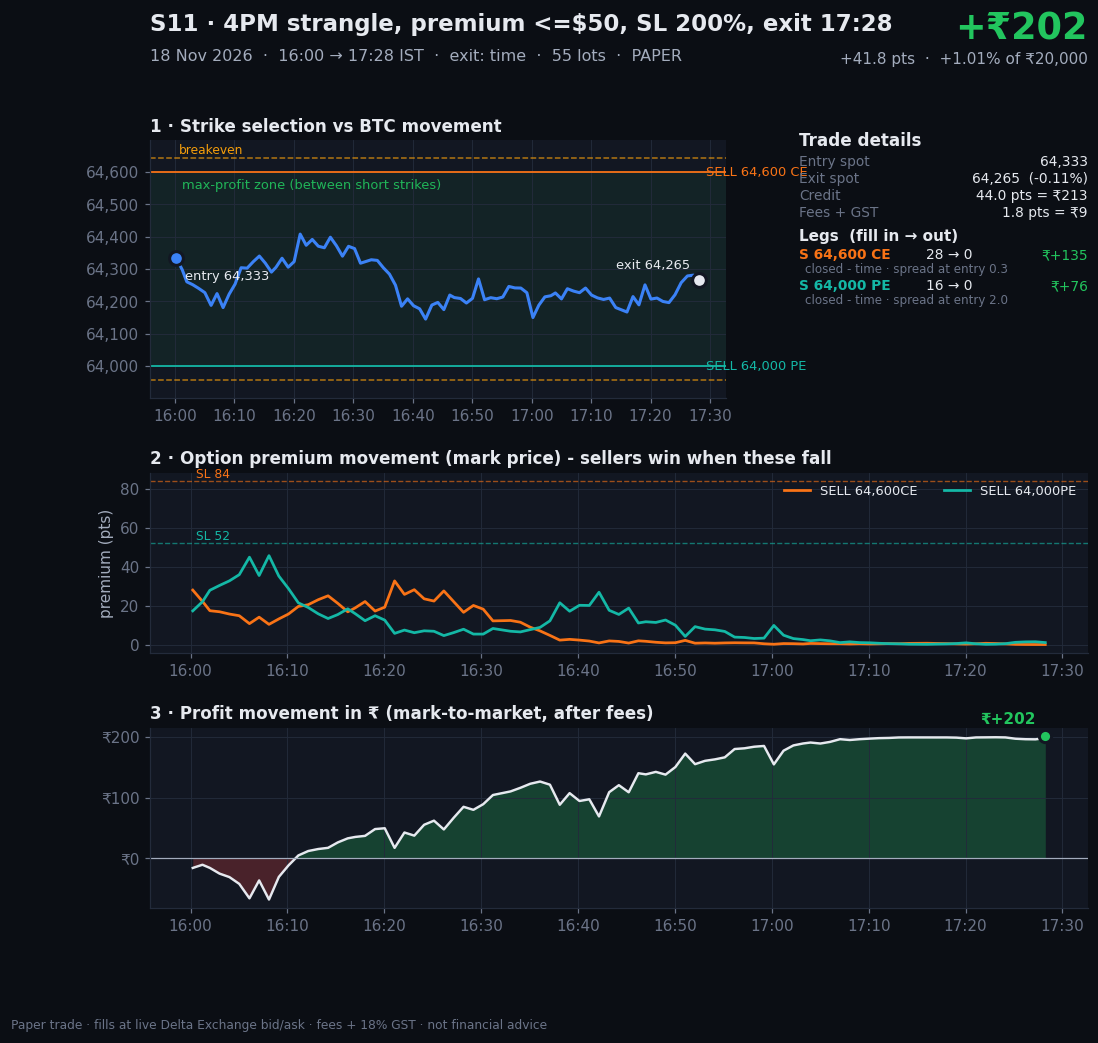 S11 · 4PM strangle, premium <=$50, SL 200%, exit 17:28
+₹202
18 Nov 2026 · 16:00 → 17:28 IST · exit: time · 55 lots · PAPER
+41.8 pts · +1.01% of ₹20,000
1 · Strike selection vs BTC movement
breakeven
SELL 64,600 CE
max-profit zone (between short strikes)
entry 64,333
exit 64,265
SELL 64,000 PE
64,600
64,500
64,400
64,300
64,200
64,100
64,000
16:00 16:10 16:20 16:30 16:40 16:50 17:00 17:10 17:20 17:30
Trade details
Entry spot 64,333
Exit spot 64,265 (-0.11%)
Credit 44.0 pts = ₹213
Fees + GST 1.8 pts = ₹9
Legs (fill in → out)
S 64,600 CE 28 → 0 ₹+135
closed - time · spread at entry 0.3
S 64,000 PE 16 → 0 ₹+76
closed - time · spread at entry 2.0
2 · Option premium movement (mark price) - sellers win when these fall
SL 84
SELL 64,600CE SELL 64,000PE
SL 52
premium (pts)
80
60
40
20
0
16:00 16:10 16:20 16:30 16:40 16:50 17:00 17:10 17:20 17:30
3 · Profit movement in ₹ (mark-to-market, after fees)
₹+202
₹200
₹100
₹0
16:00 16:10 16:20 16:30 16:40 16:50 17:00 17:10 17:20 17:30
Paper trade · fills at live Delta Exchange bid/ask · fees + 18% GST · not financial advice